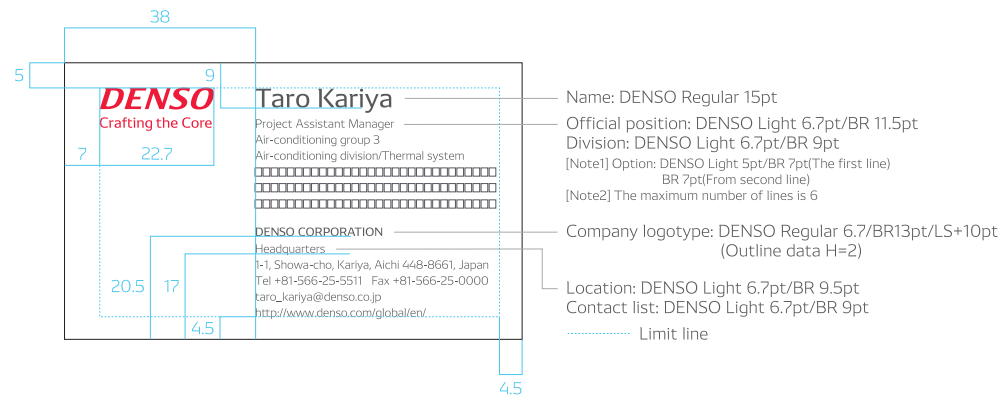 38
5
9
DENSO
Crafting the Core
7
22.7
Taro Kariya
Project Assistant Manager
Air-conditioning group 3
Air-conditioning division/Thermal system
□□□□□□□□□□□□□□□□□□□□□□□□□□□□□□
□□□□□□□□□□□□□□□□□□□□□□□□□□□□□□
□□□□□□□□□□□□□□□□□□□□□□□□□□□□□□
DENSO CORPORATION
Headquarters
1-1, Showa-cho, Kariya, Aichi 448-8661, Japan
Tel +81-566-25-5511 Fax +81-566-25-0000
taro_kariya@denso.co.jp
http://www.denso.com/global/en/
20.5
17
4.5
4.5
Name: DENSO Regular 15pt
Official position: DENSO Light 6.7pt/BR 11.5pt
Division: DENSO Light 6.7pt/BR 9pt
[Note1] Option: DENSO Light 5pt/BR 7pt(The first line)
BR 7pt(From second line)
[Note2] The maximum number of lines is 6
Company logotype: DENSO Regular 6.7/BR13pt/LS+10pt
(Outline data H=2)
Location: DENSO Light 6.7pt/BR 9.5pt
Contact list: DENSO Light 6.7pt/BR 9pt
Limit line